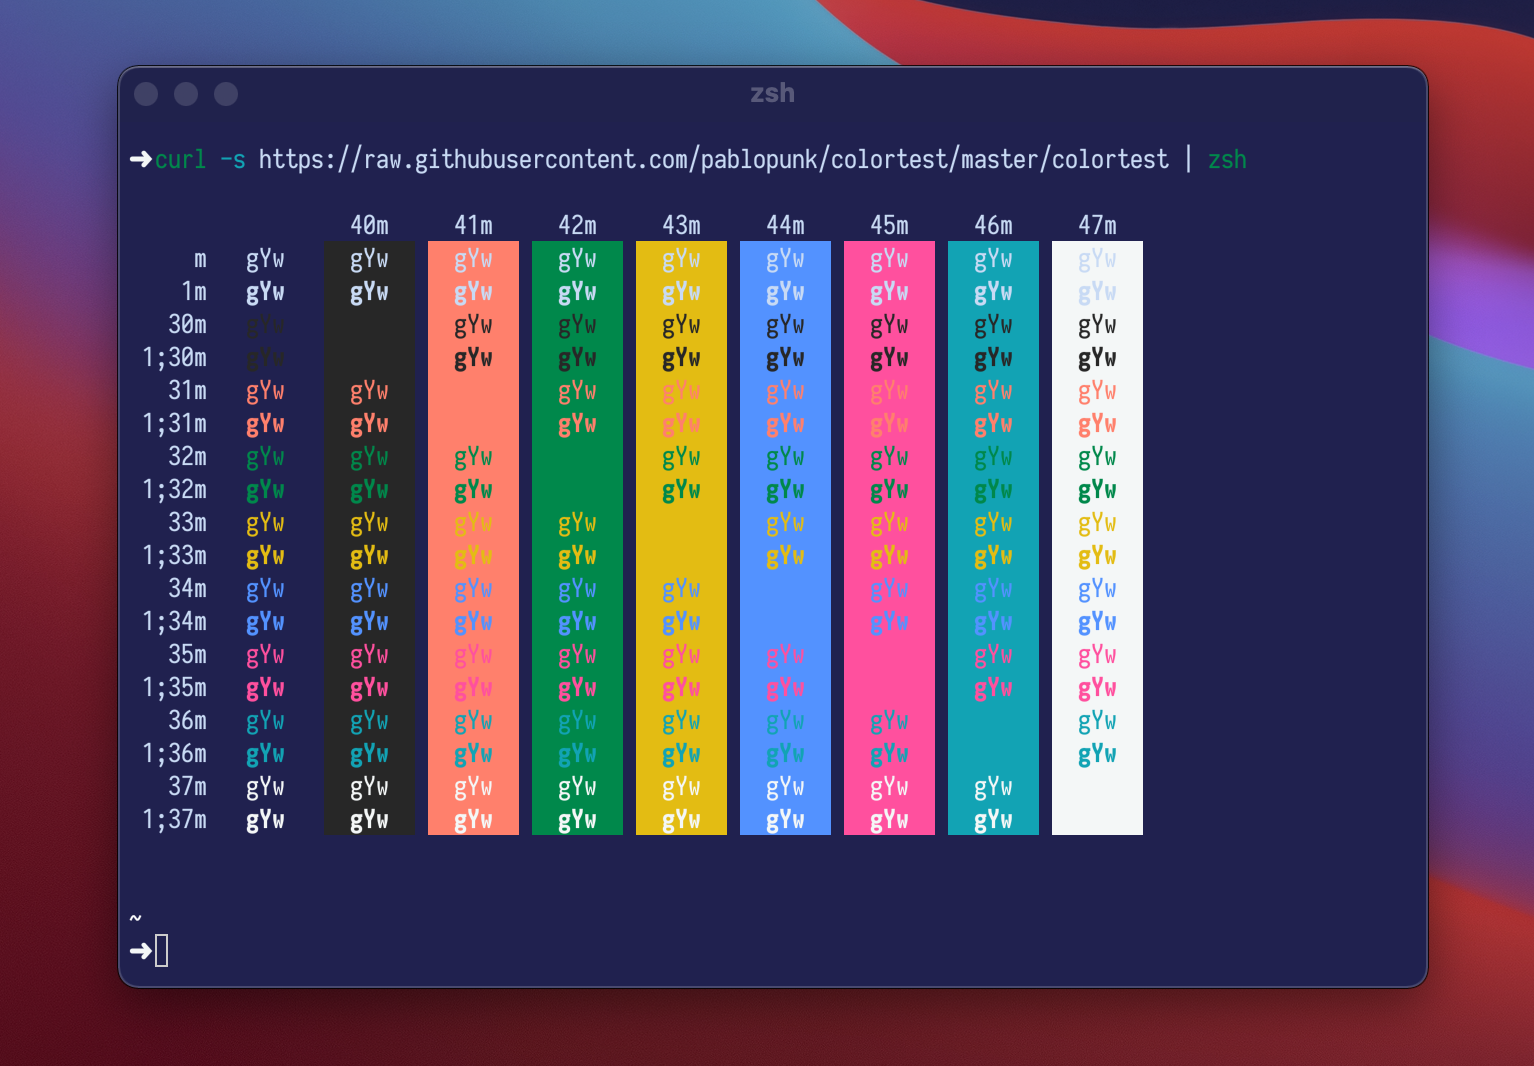 zsh
➜curl -s https://raw.githubusercontent.com/pablopunk/colortest/master/colortest | zsh
40m 41m 42m 43m 44m 45m 46m 47m
m gYw gYw gYw gYw gYw gYw gYw gYw gYw
1m gYw gYw gYw gYw gYw gYw gYw gYw gYw
30m gYw gYw gYw gYw gYw gYw gYw gYw
1;30m gYw gYw gYw gYw gYw gYw gYw gYw
31m gYw gYw gYw gYw gYw gYw gYw gYw
1;31m gYw gYw gYw gYw gYw gYw gYw gYw
32m gYw gYw gYw gYw gYw gYw gYw gYw
1;32m gYw gYw gYw gYw gYw gYw gYw gYw
33m gYw gYw gYw gYw gYw gYw gYw gYw
1;33m gYw gYw gYw gYw gYw gYw gYw gYw
34m gYw gYw gYw gYw gYw gYw gYw gYw
1;34m gYw gYw gYw gYw gYw gYw gYw gYw
35m gYw gYw gYw gYw gYw gYw gYw gYw
1;35m gYw gYw gYw gYw gYw gYw gYw gYw
36m gYw gYw gYw gYw gYw gYw gYw gYw
1;36m gYw gYw gYw gYw gYw gYw gYw gYw
37m gYw gYw gYw gYw gYw gYw gYw gYw
1;37m gYw gYw gYw gYw gYw gYw gYw gYw
~
➜